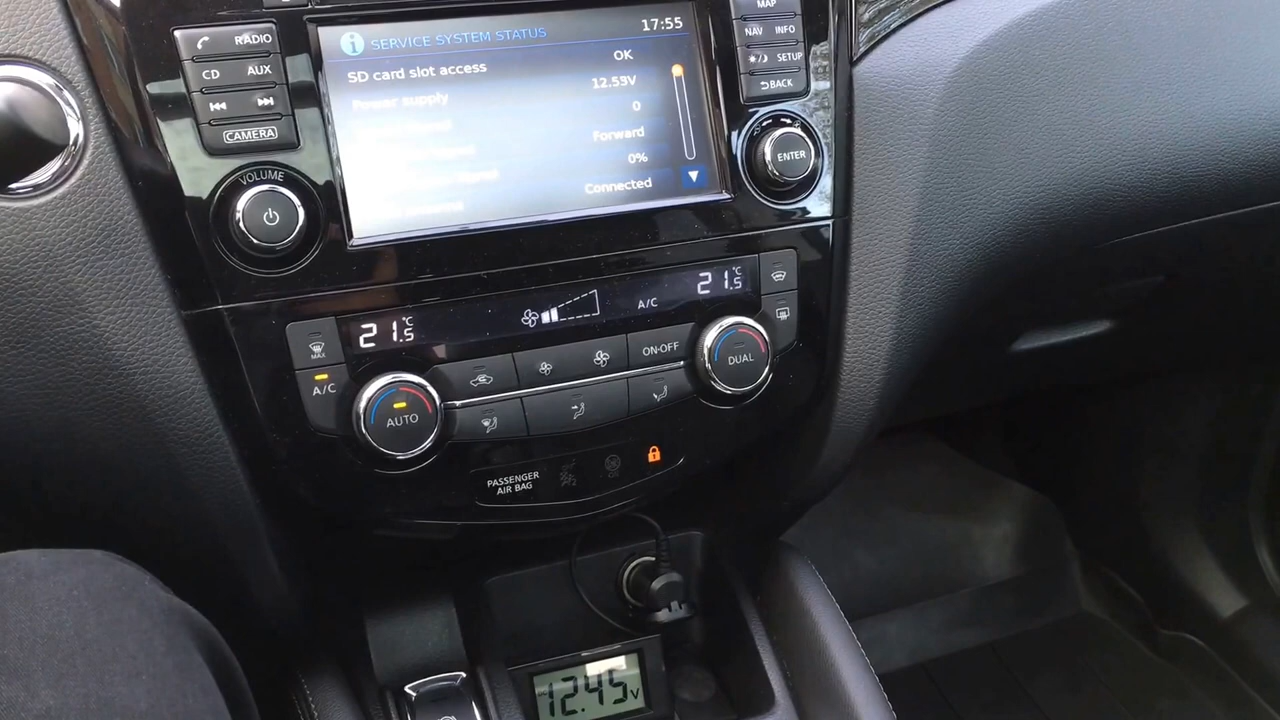 RADIO
CD AUX
CAMERA
VOLUME
SERVICE SYSTEM STATUS 17:55
SD card slot access OK
Power supply 12.53V
0
Forward
0%
Connected
MAP
NAV INFO
SETUP
BACK
ENTER
21.5°C A/C 21.5°C
MAX
A/C
AUTO
ON·OFF
DUAL
PASSENGER
AIR BAG
12.45V